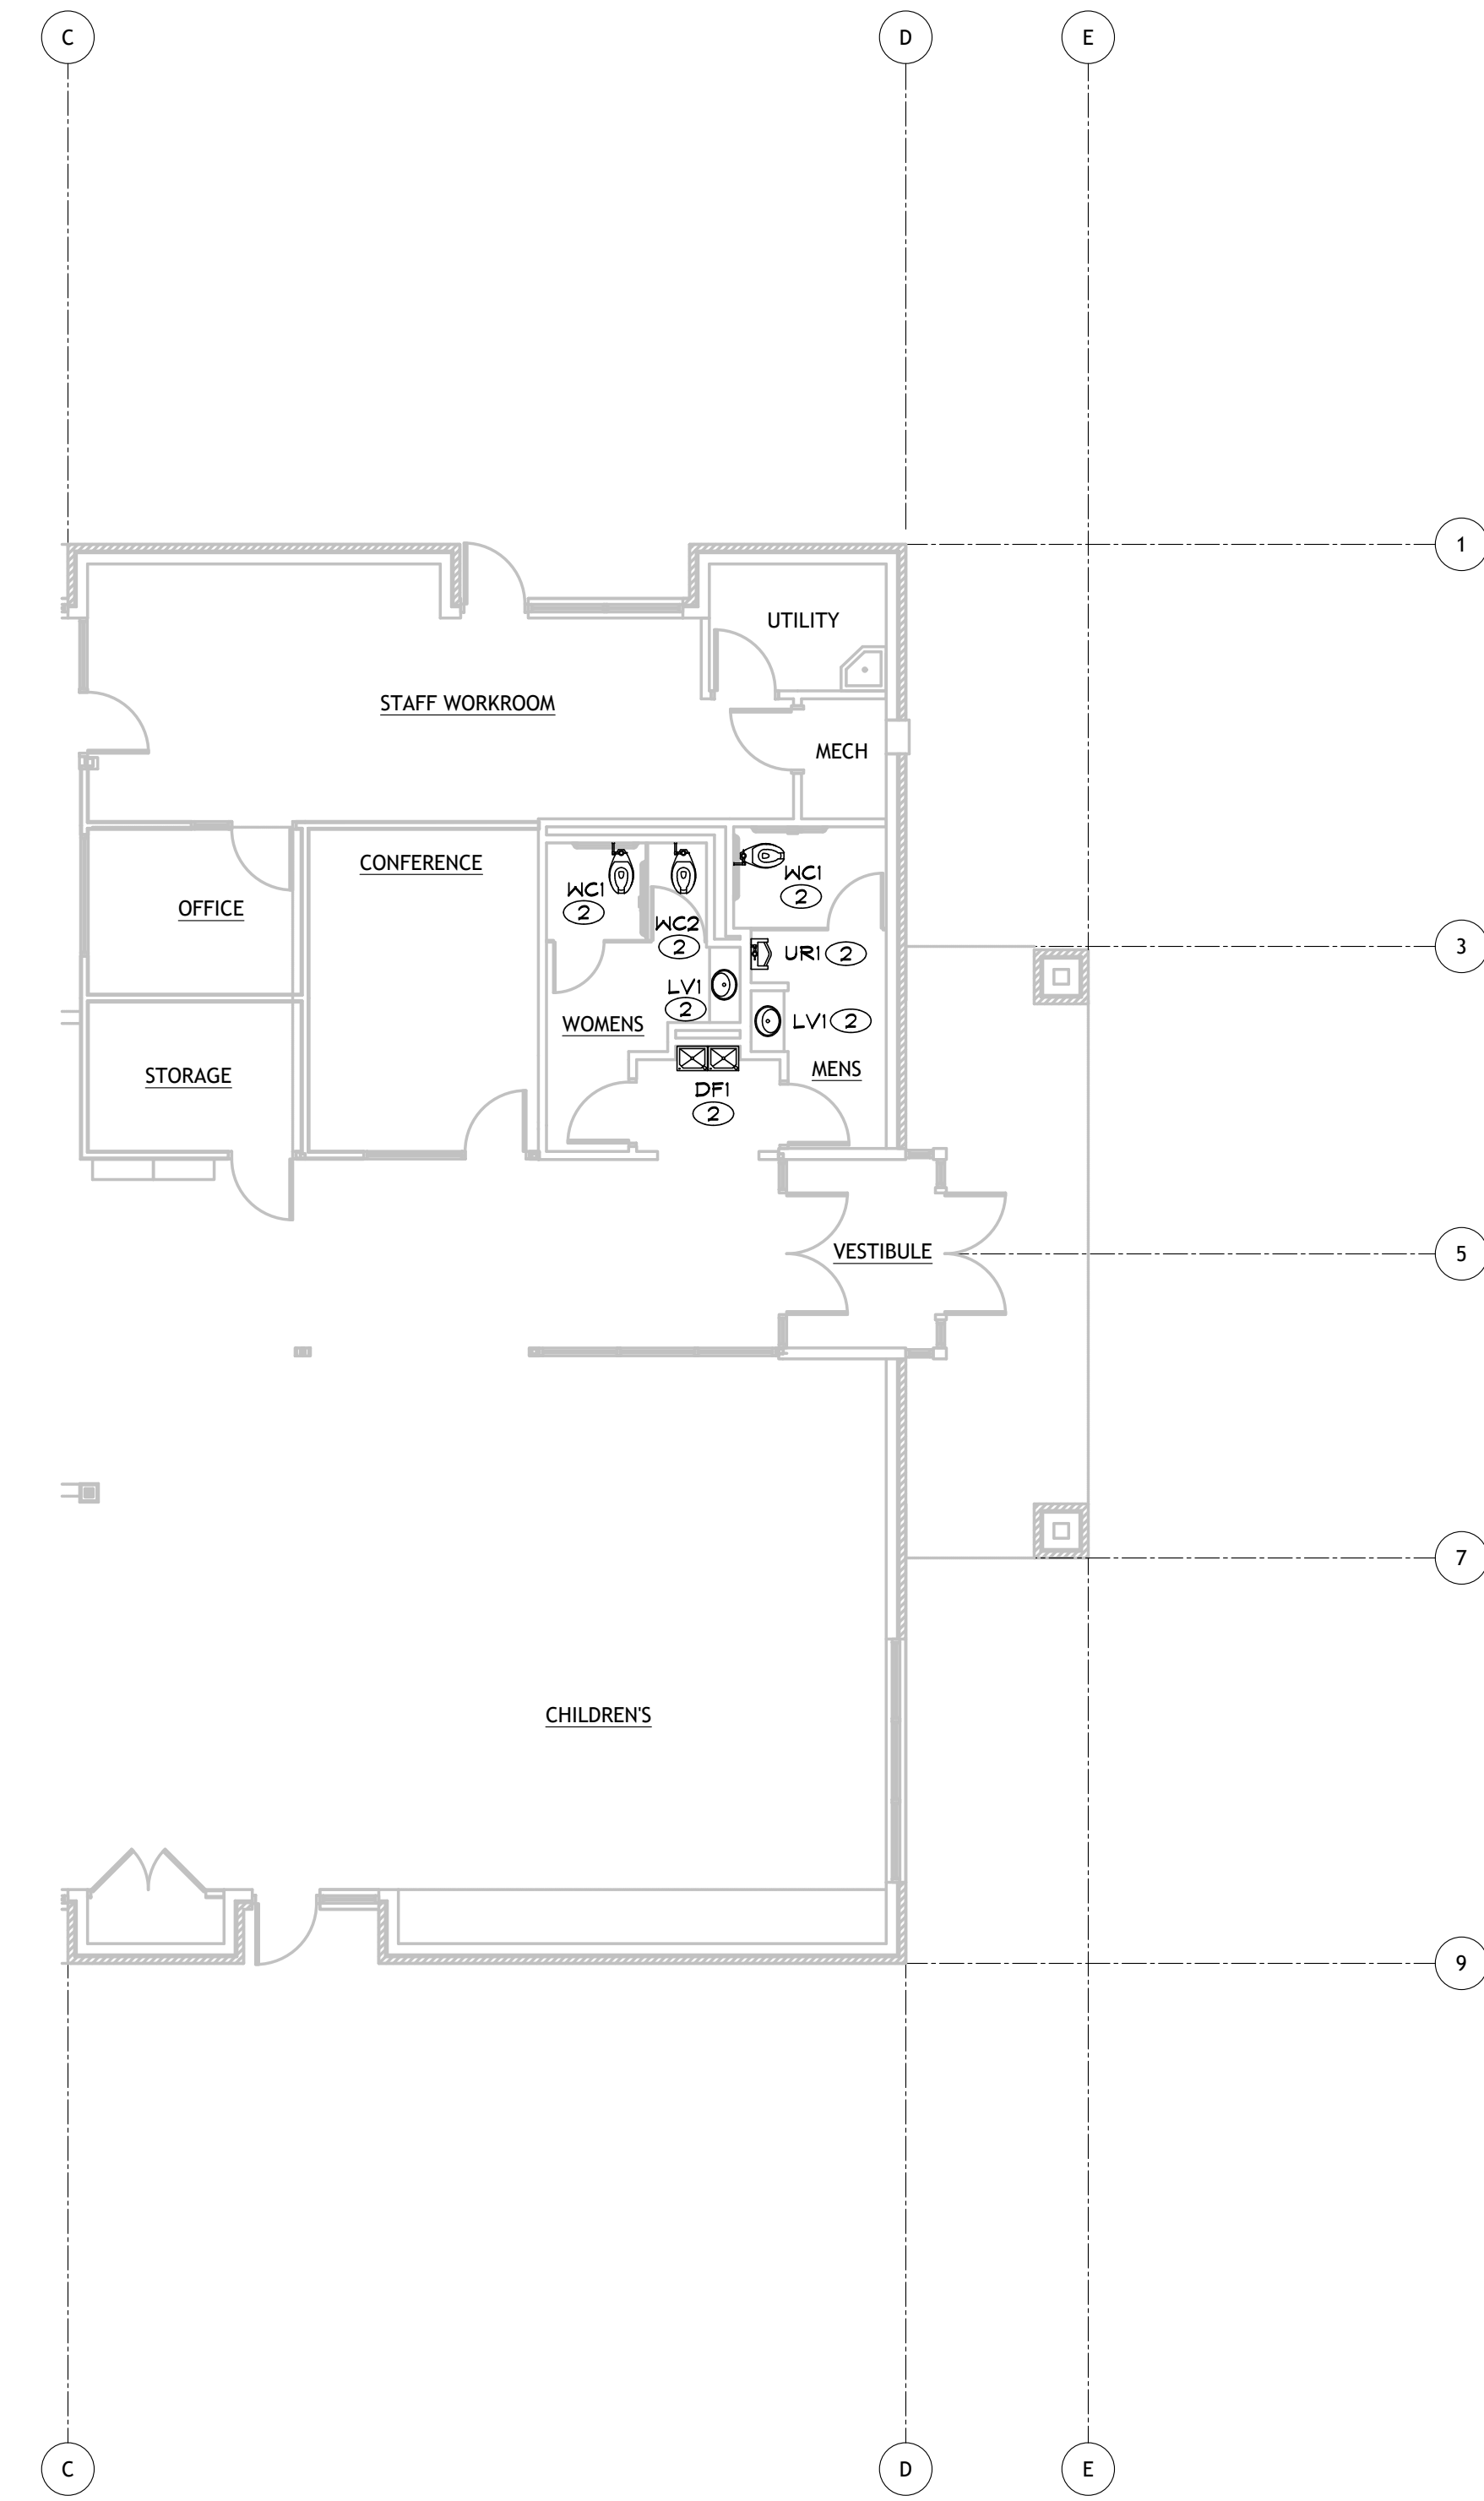 C
D
E
1
UTILITY
STAFF WORKROOM
MECH
CONFERENCE
WC1
2
WC1
2
OFFICE
WC2
2
UR1 2
3
LV1
2
WOMENS
LV1 2
STORAGE
MENS
DF1
2
VESTIBULE
5
7
CHILDREN'S
9
C
D
E